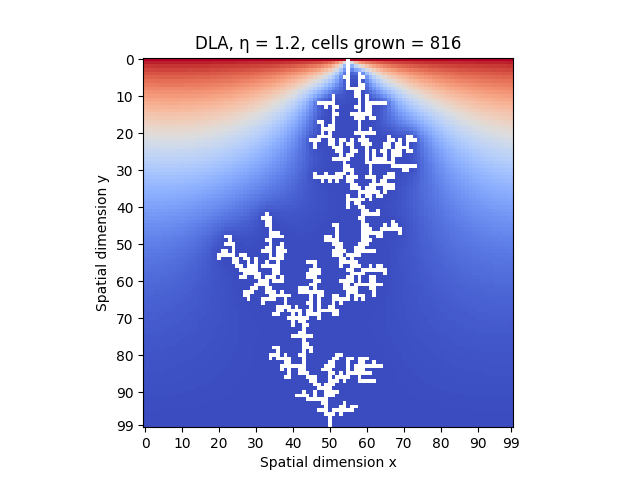 DLA, η = 1.2, cells grown = 816
0
10
20
30
40
50
60
70
80
90
99
Spatial dimension y
0 10 20 30 40 50 60 70 80 90 99
Spatial dimension x